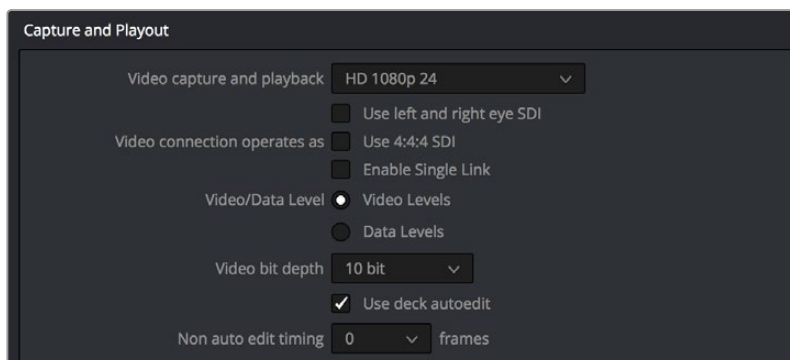 Capture and Playout
Video capture and playback HD 1080p 24
Use left and right eye SDI
Video connection operates as Use 4:4:4 SDI
Enable Single Link
Video/Data Level Video Levels
Data Levels
Video bit depth 10 bit
Use deck autoedit
Non auto edit timing 0 frames